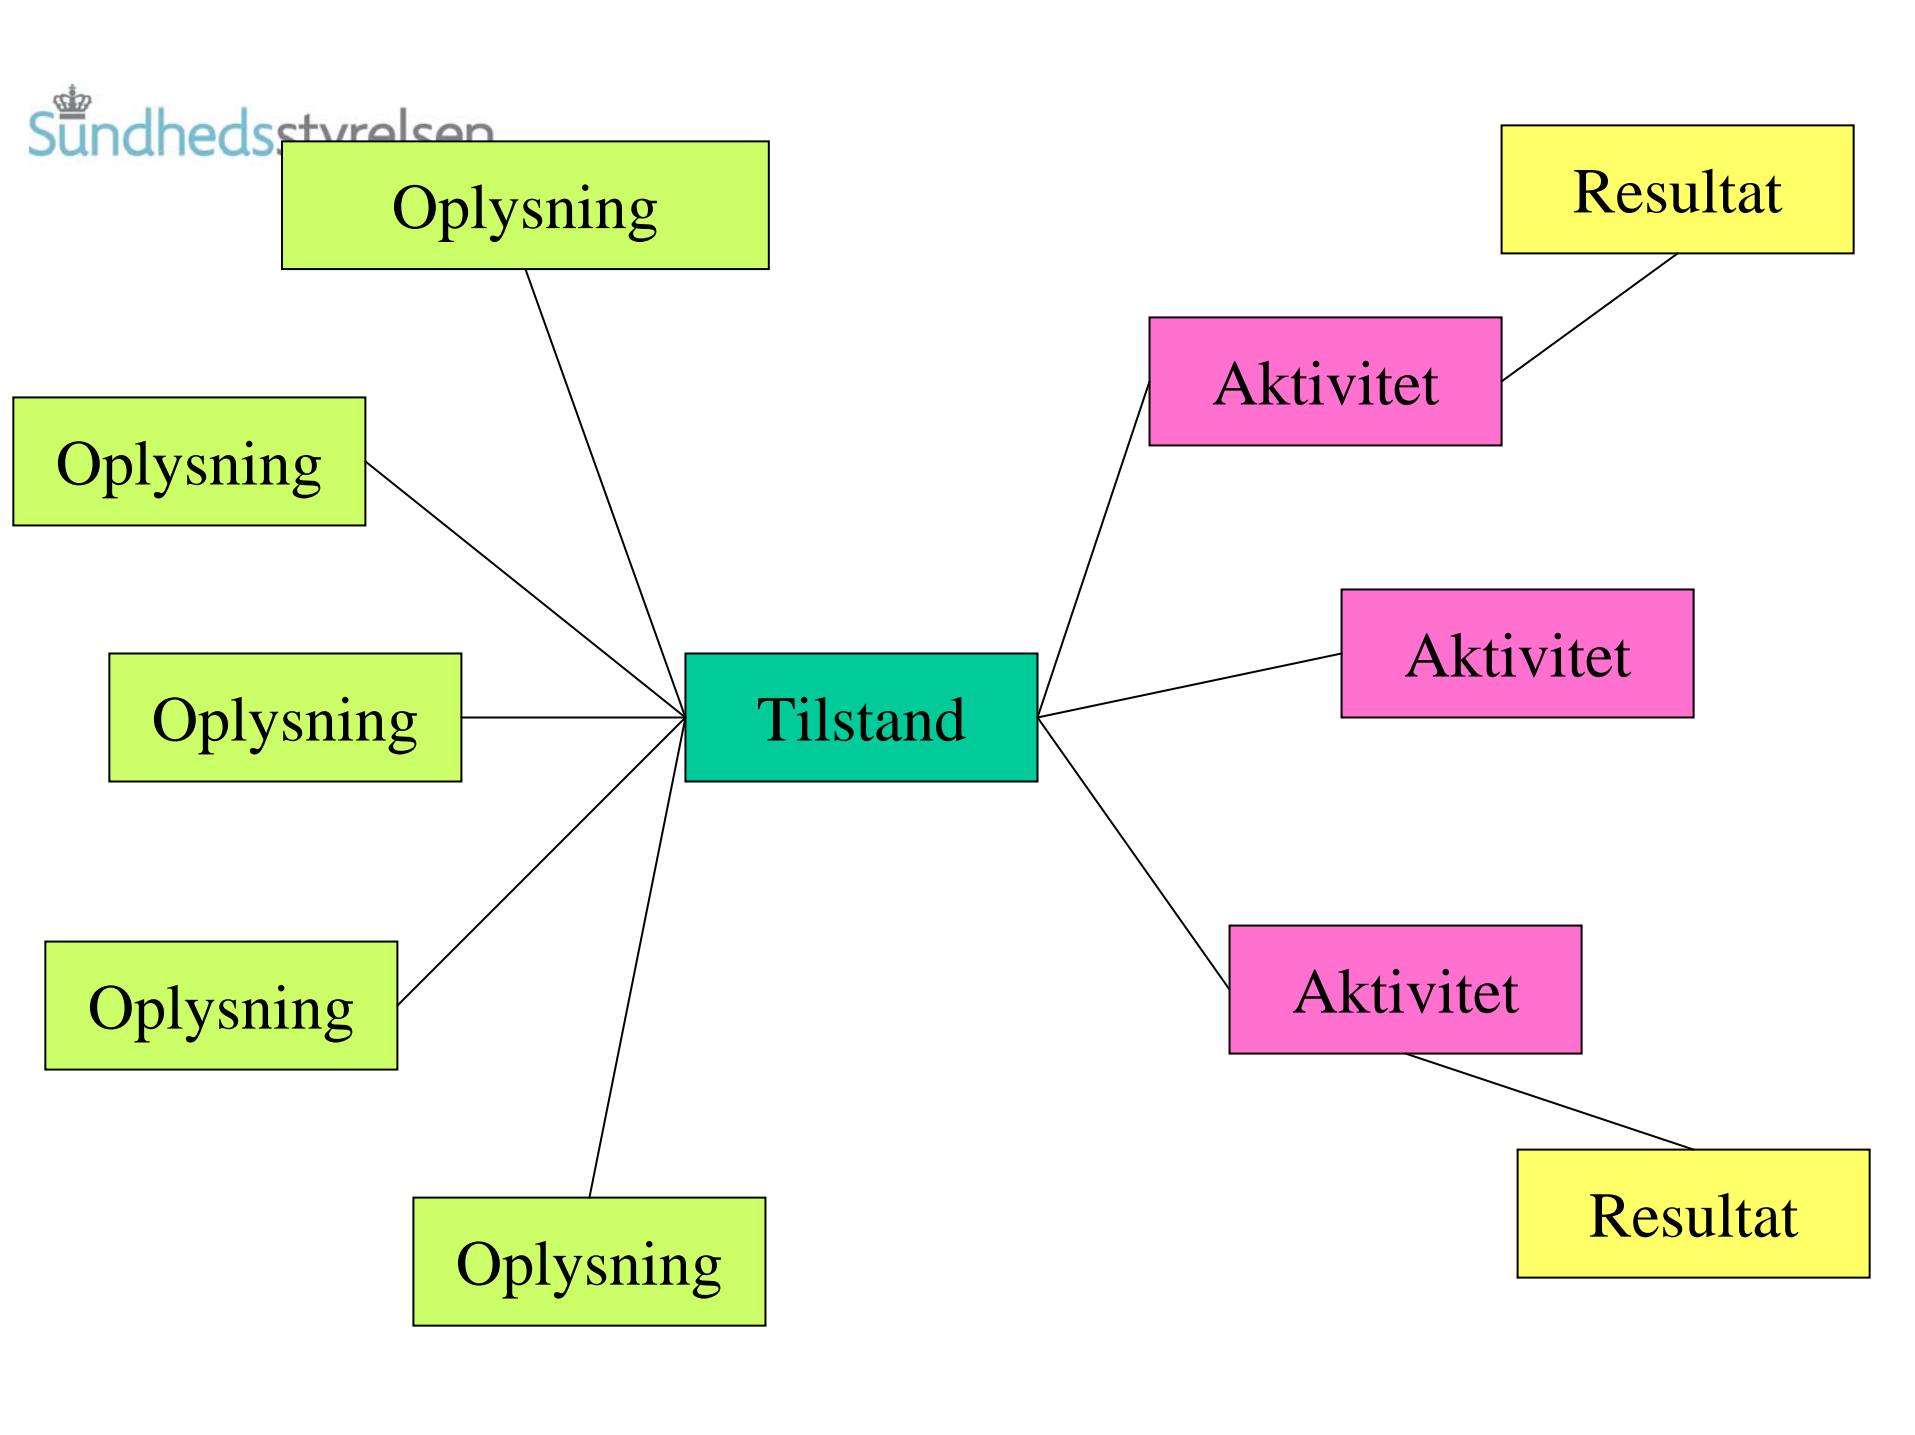 Sundhedsstyrelsen
Oplysning
Resultat
Aktivitet
Oplysning
Aktivitet
Oplysning
Tilstand
Aktivitet
Oplysning
Resultat
Oplysning